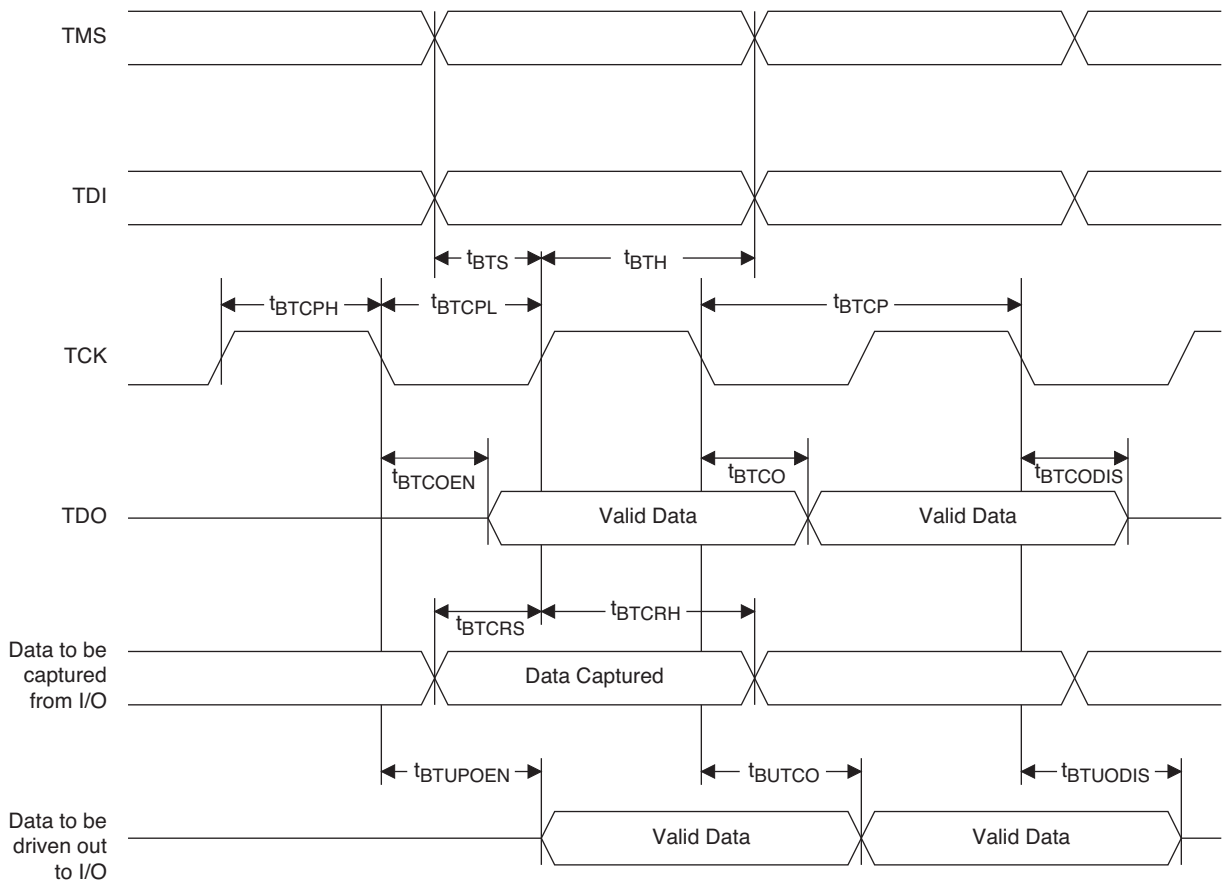 TMS
TDI
tBTS
tBTH
tBTCPH
tBTCPL
tBTCP
TCK
tBTCOEN
tBTCO
tBTCODIS
TDO
Valid Data
Valid Data
tBTCRS
tBTCRH
Data to be
captured
from I/O
Data Captured
tBTUPOEN
tBUTCO
tBTUODIS
Data to be
driven out
to I/O
Valid Data
Valid Data